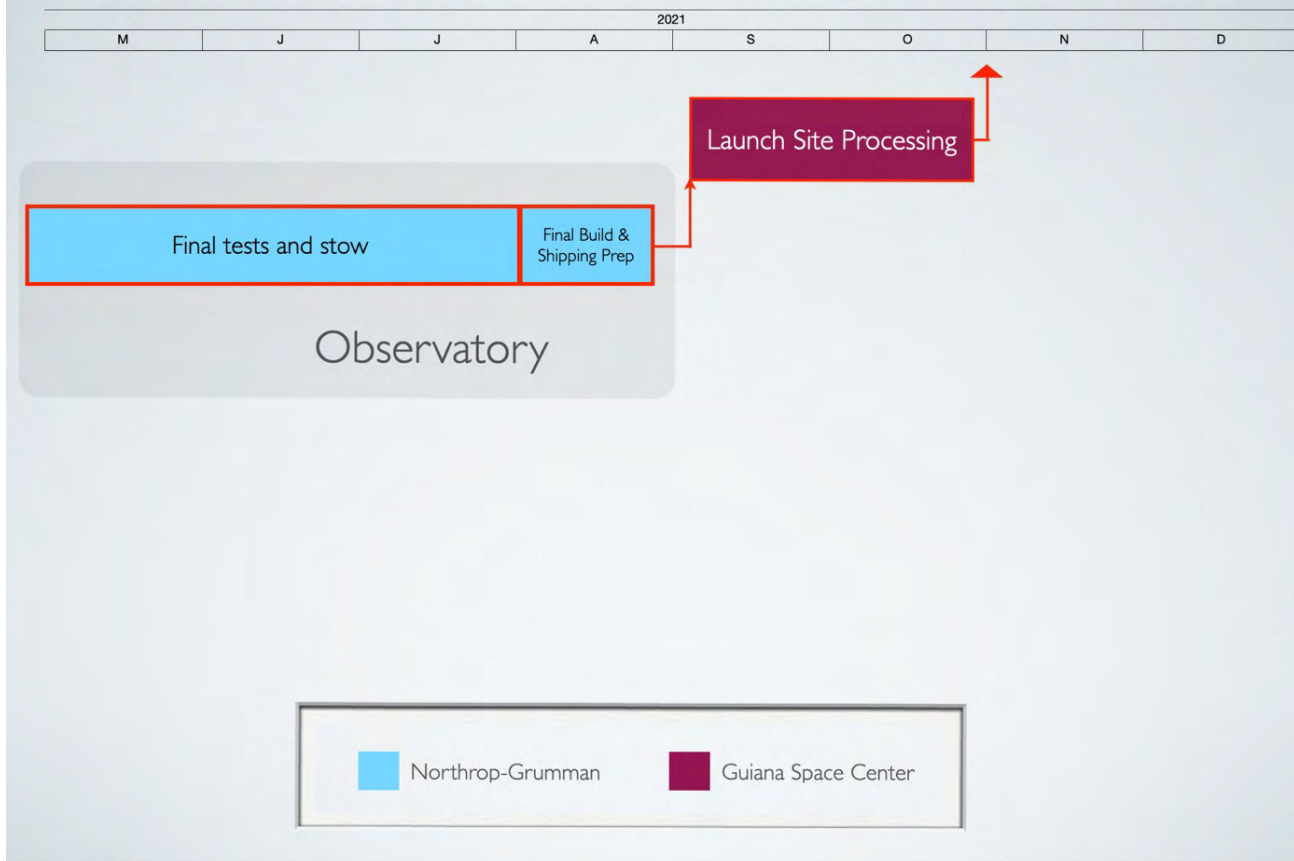 2021
M J J A S O N D
Launch Site Processing
Final tests and stow
Final Build &
Shipping Prep
Observatory
Northrop-Grumman
Guiana Space Center